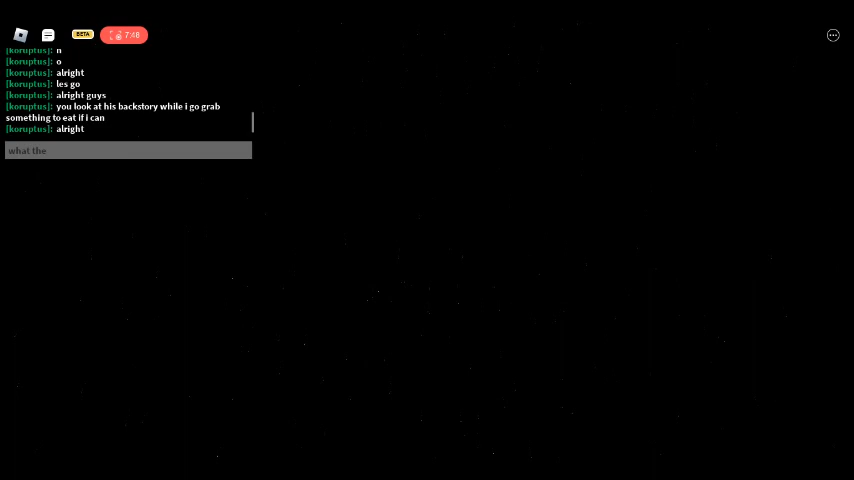 BETA
7:48
[koruptus]: n
[koruptus]: o
[koruptus]: alright
[koruptus]: les go
[koruptus]: alright guys
[koruptus]: you look at his backstory while i go grab
something to eat if i can
[koruptus]: alright
what the